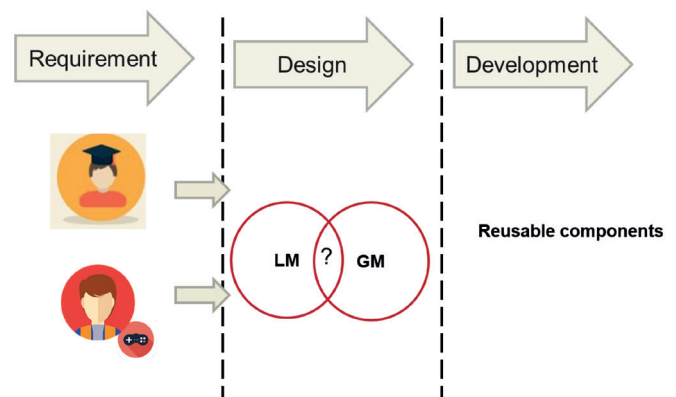 Requirement
Design
Development
LM
?
GM
Reusable components